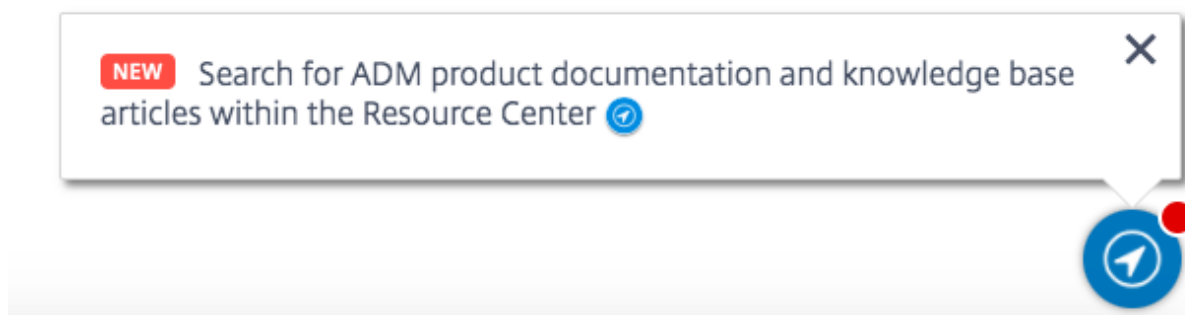 NEW Search for ADM product documentation and knowledge base
articles within the Resource Center